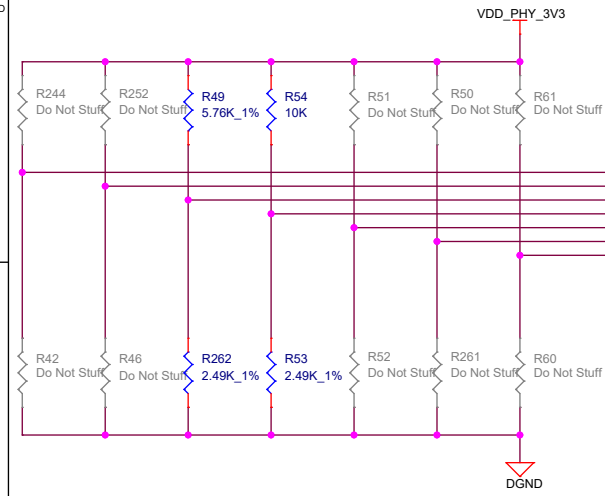 VDD_PHY_3V3
R244
Do Not Stuff
R252
Do Not Stuff
R49
5.76K_1%
R54
10K
R51
Do Not Stuff
R50
Do Not Stuff
R61
Do Not Stuff
R42
Do Not Stuff
R46
Do Not Stuff
R262
2.49K_1%
R53
2.49K_1%
R52
Do Not Stuff
R261
Do Not Stuff
R60
Do Not Stuff
DGND